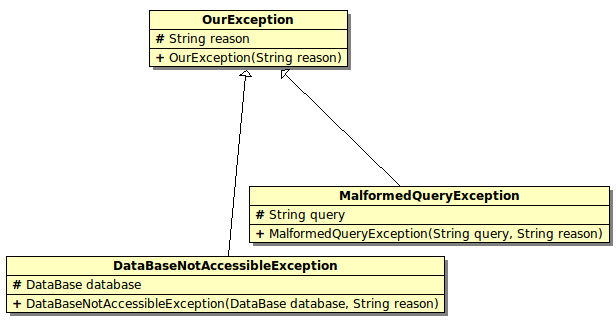 OurException
# String reason
+ OurException(String reason)
MalformedQueryException
# String query
+ MalformedQueryException(String query, String reason)
DataBaseNotAccessibleException
# DataBase database
+ DataBaseNotAccessibleException(DataBase database, String reason)